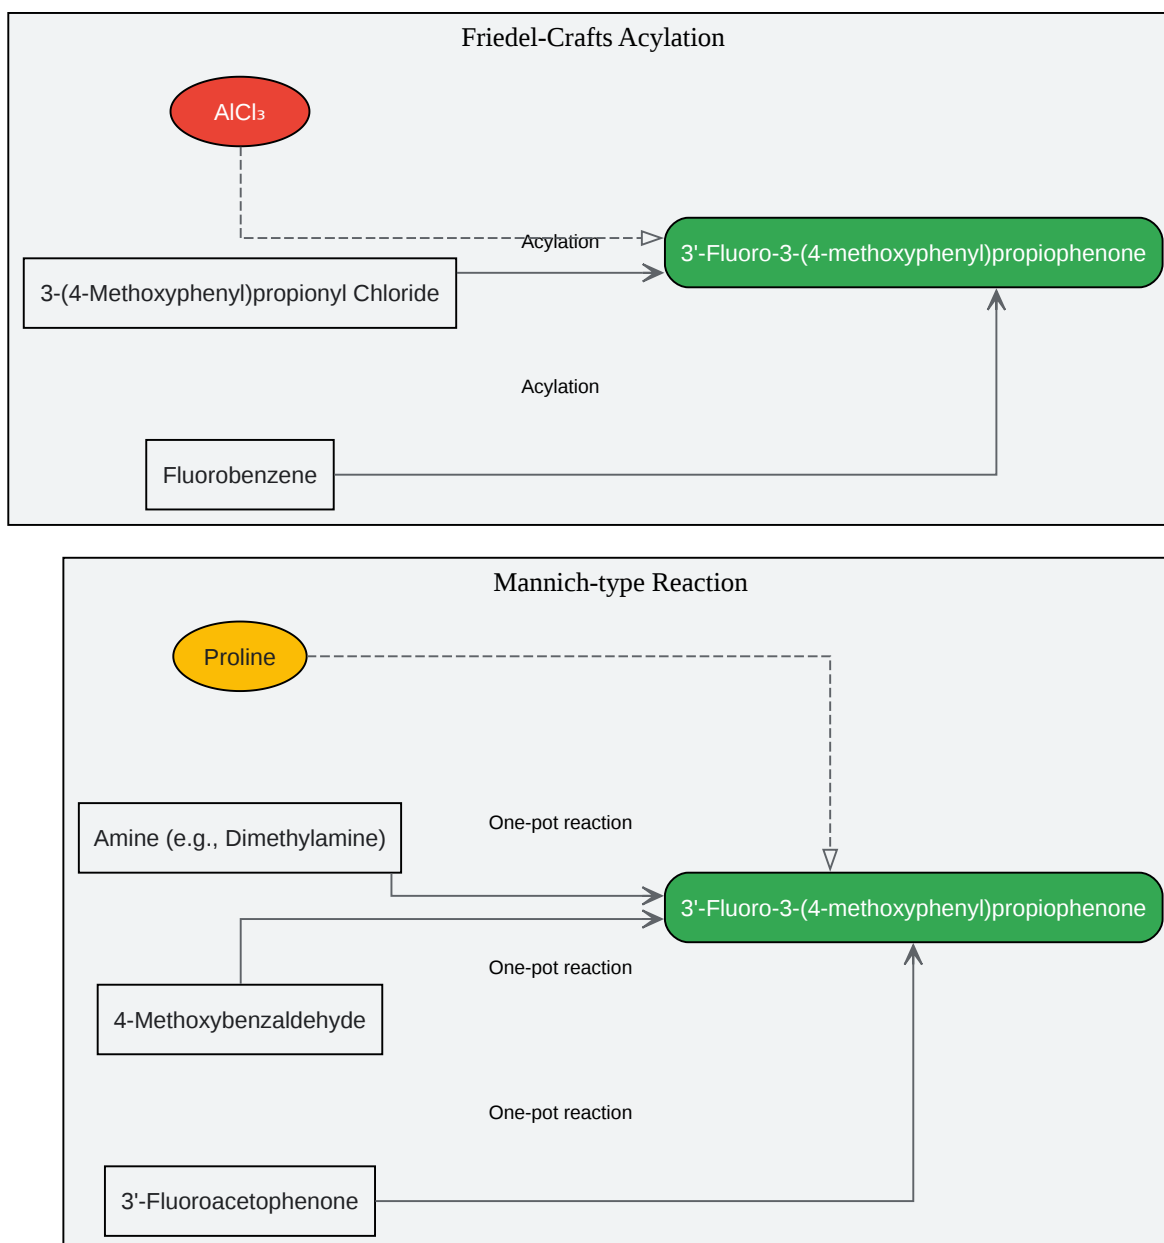 Friedel-Crafts Acylation
AlCl₃
Acylation
3'-Fluoro-3-(4-methoxyphenyl)propiophenone
3-(4-Methoxyphenyl)propionyl Chloride
Acylation
Fluorobenzene
Mannich-type Reaction
Proline
One-pot reaction
Amine (e.g., Dimethylamine)
3'-Fluoro-3-(4-methoxyphenyl)propiophenone
One-pot reaction
4-Methoxybenzaldehyde
One-pot reaction
3'-Fluoroacetophenone